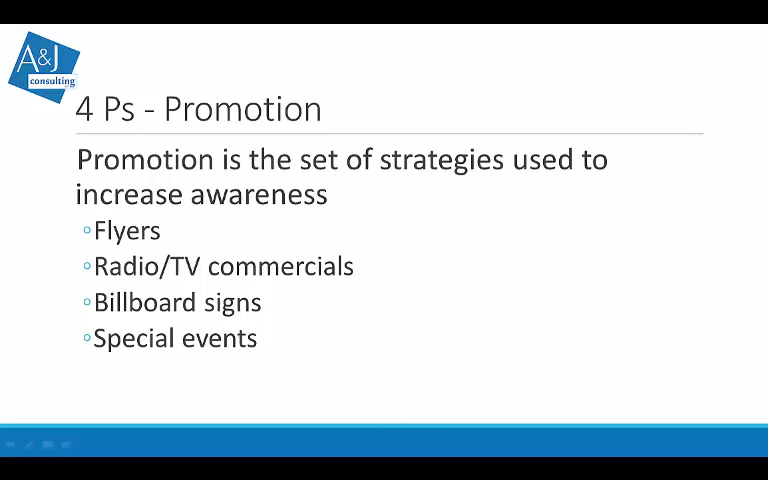 A&J
consulting
4 Ps - Promotion
Promotion is the set of strategies used to
increase awareness
◦Flyers
◦Radio/TV commercials
◦Billboard signs
◦Special events